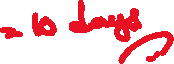 = 10 days